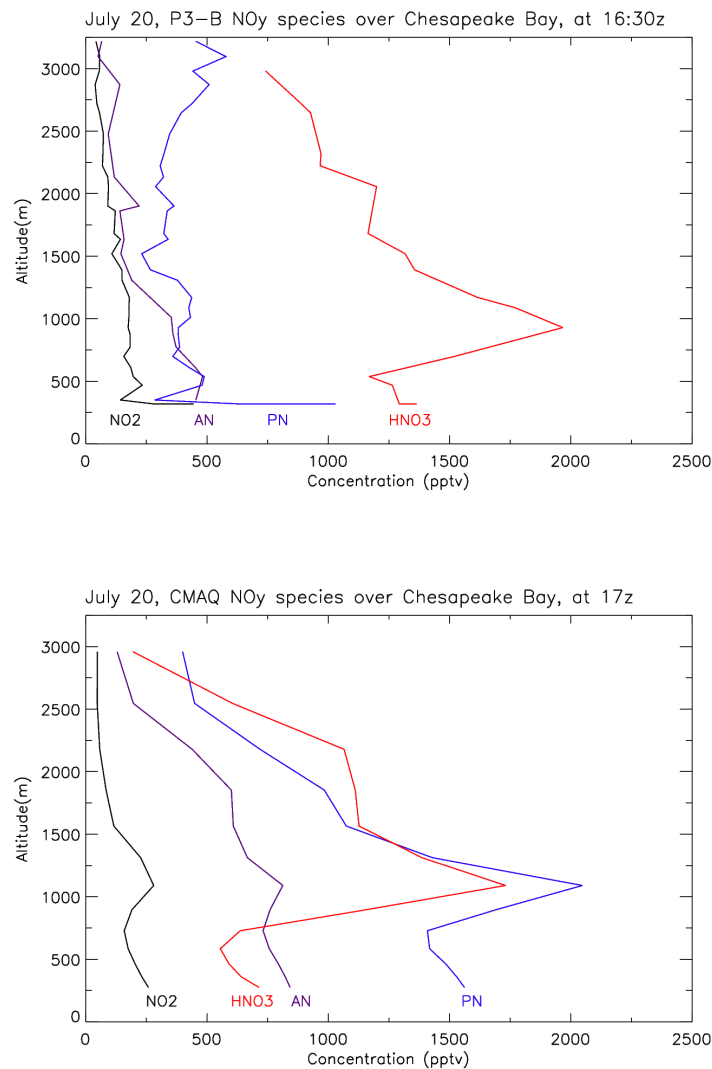 July 20, P3-B NOy species over Chesapeake Bay, at 16:30z
3000
2500
2000
1500
1000
500
0
Altitude(m)
NO2 AN PN HNO3
0 500 1000 1500 2000 2500
Concentration (pptv)
July 20, CMAQ NOy species over Chesapeake Bay, at 17z
3000
2500
2000
1500
1000
500
0
Altitude(m)
NO2 HNO3 AN PN
0 500 1000 1500 2000 2500
Concentration (pptv)